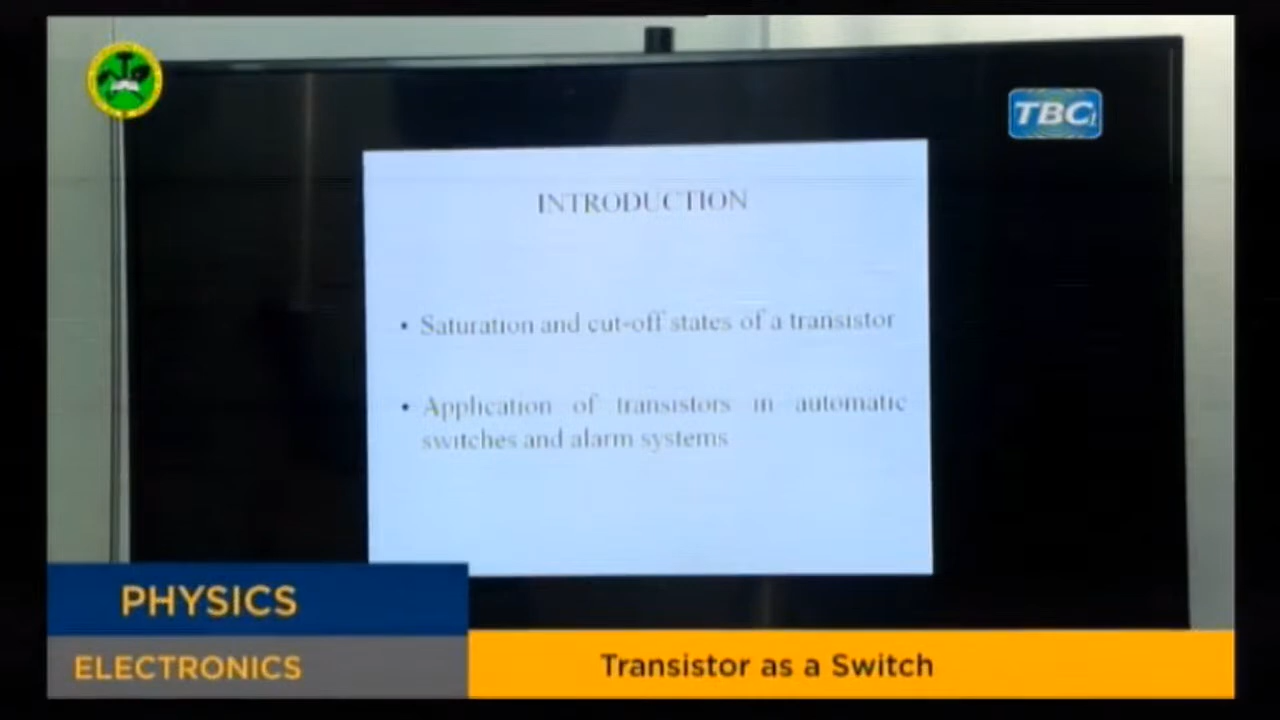 TBC1
INTRODUCTION
• Saturation and cut-off states of a transistor
• Application of transistors in automatic
switches and alarm systems
PHYSICS
ELECTRONICS
Transistor as a Switch